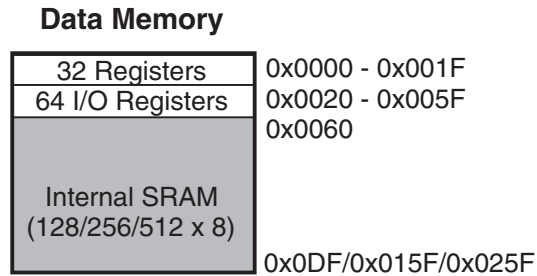 Data Memory
32 Registers 0x0000 - 0x001F
64 I/O Registers 0x0020 - 0x005F
0x0060
Internal SRAM
(128/256/512 x 8)
0x0DF/0x015F/0x025F